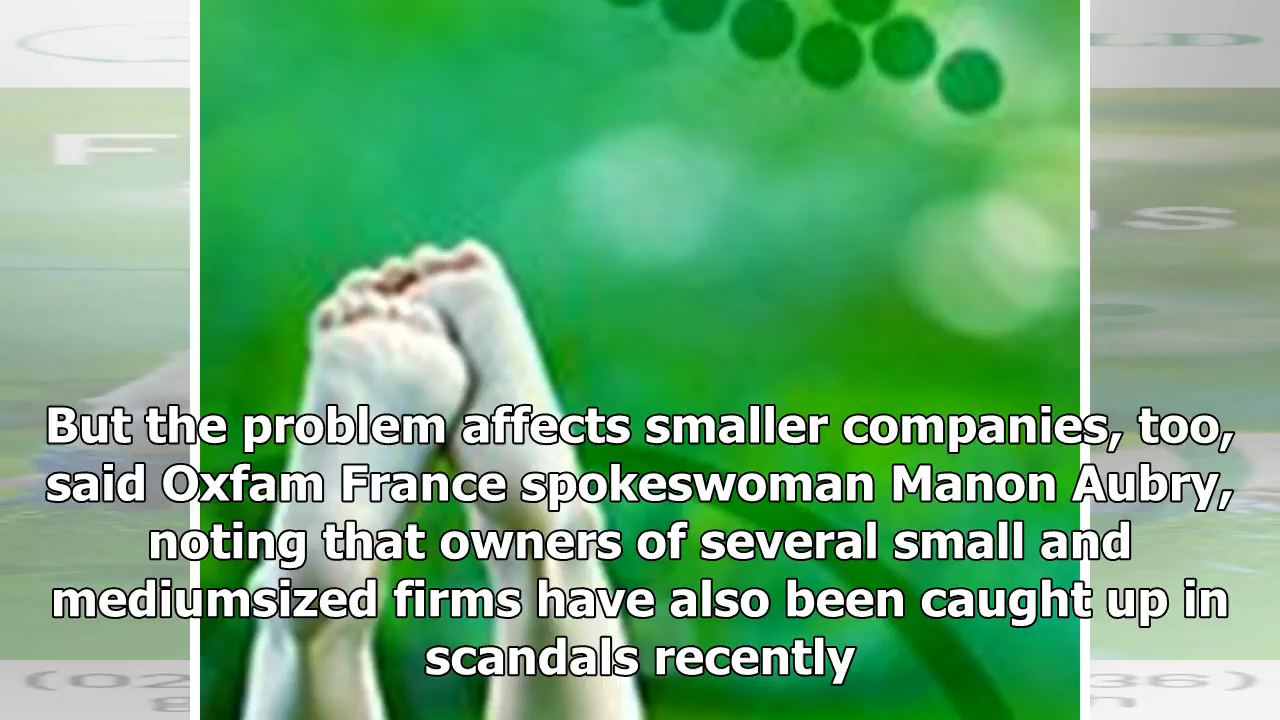 But the problem affects smaller companies, too,
said Oxfam France spokeswoman Manon Aubry,
noting that owners of several small and
mediumsized firms have also been caught up in
scandals recently